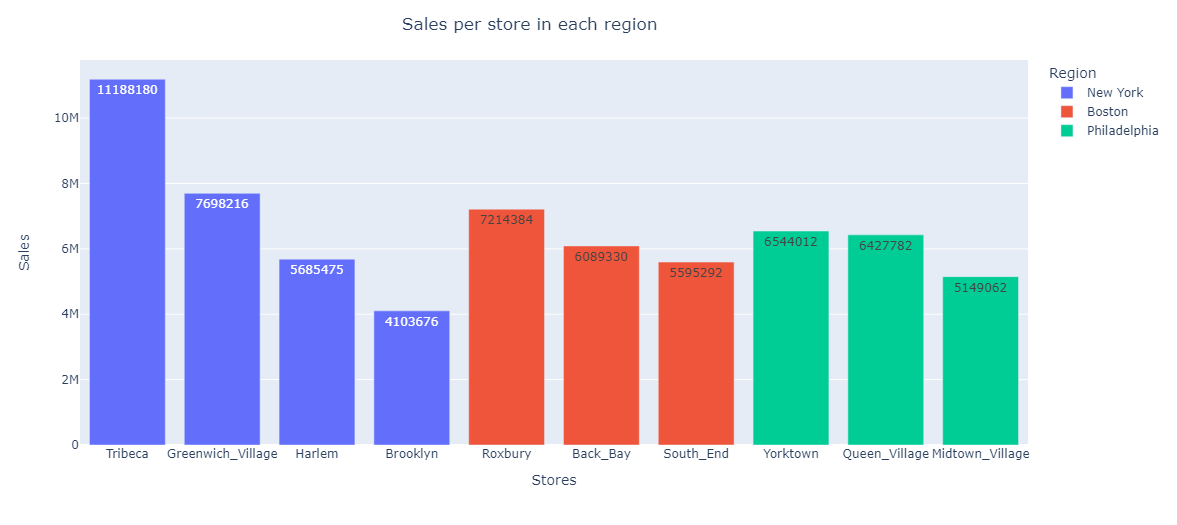 Sales per store in each region
Region
New York
Boston
Philadelphia
Sales
10M
8M
6M
4M
2M
0
11188180
7698216
5685475
4103676
7214384
6089330
5595292
6544012
6427782
5149062
Tribeca
Greenwich_Village
Harlem
Brooklyn
Roxbury
Back_Bay
South_End
Yorktown
Queen_Village
Midtown_Village
Stores